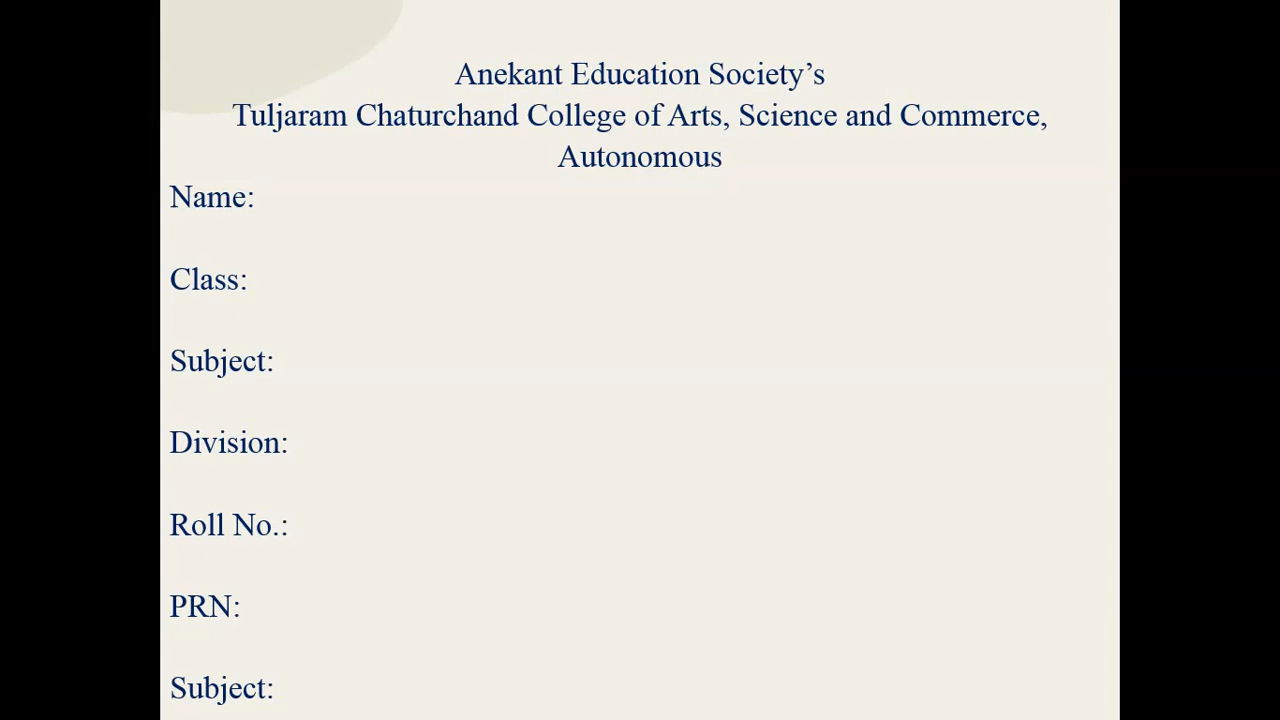 Anekant Education Society’s
Tuljaram Chaturchand College of Arts, Science and Commerce,
Autonomous
Name:
Class:
Subject:
Division:
Roll No.:
PRN:
Subject: